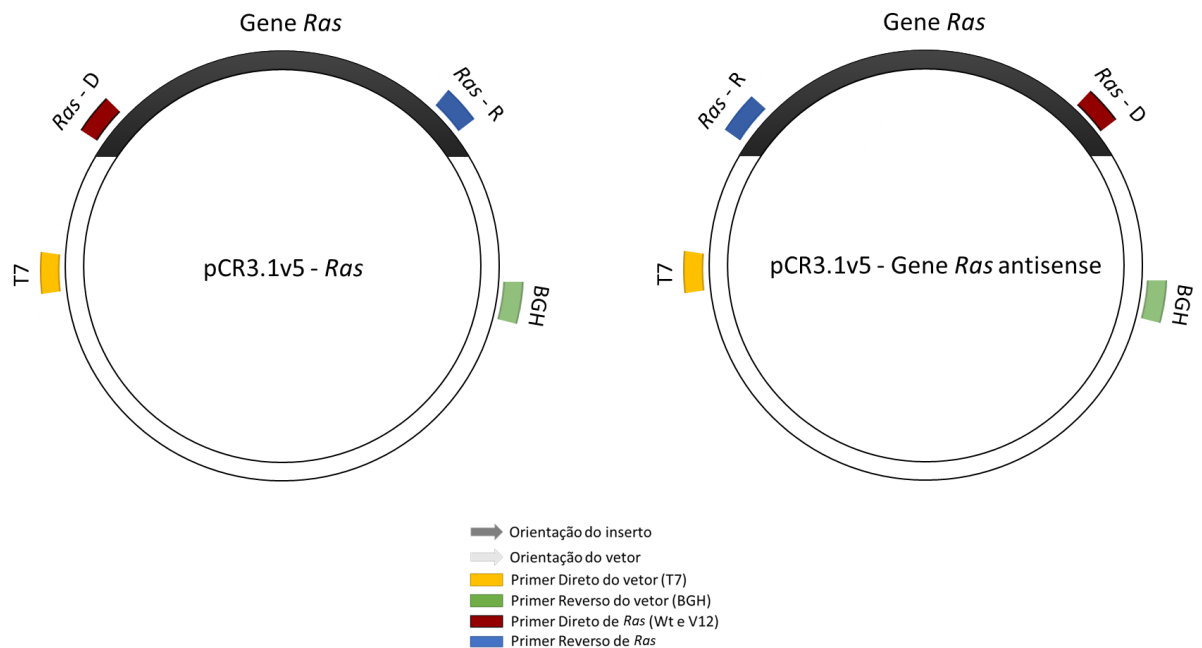 Gene Ras
Ras - D
Ras - R
T7
BGH
pCR3.1v5 - Ras
Gene Ras
Ras - R
Ras - D
T7
BGH
pCR3.1v5 - Gene Ras antisense
Orientação do inserto
Orientação do vetor
Primer Direto do vetor (T7)
Primer Reverso do vetor (BGH)
Primer Direto de Ras (Wt e V12)
Primer Reverso de Ras